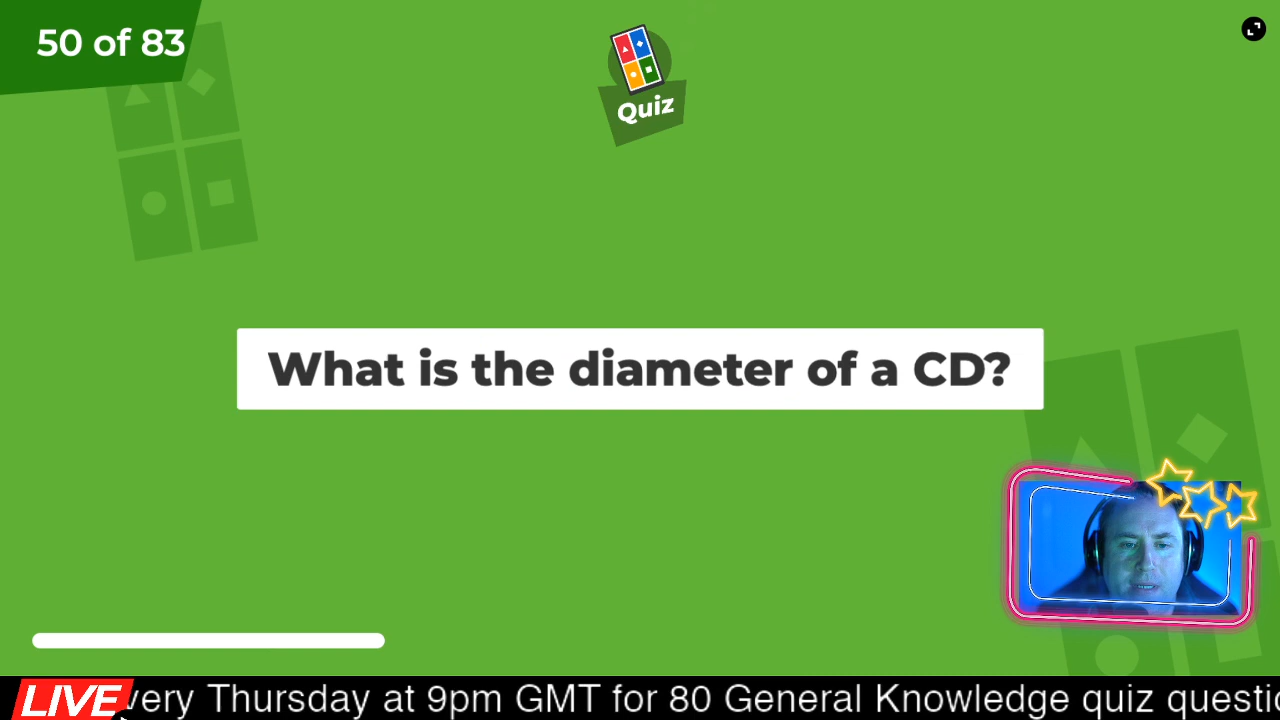 50 of 83
Quiz
What is the diameter of a CD?
LIVE
very Thursday at 9pm GMT for 80 General Knowledge quiz questio